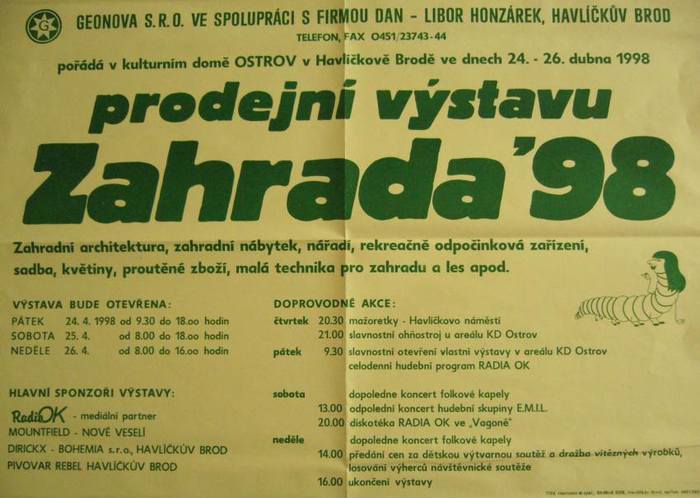 G
GEONOVA S.R.O. VE SPOLUPRÁCI S FIRMOU DAN - LIBOR HONZÁREK, HAVLÍČKŮV BROD
TELEFON, FAX O451/23743-44
pořádá v kulturním domě OSTROV v Havlíčkově Brodě ve dnech 24. - 26. dubna 1998
prodejní výstavu
Zahrada '98
Zahradní architektura, zahradní nábytek, nářadí, rekreačně odpočinková zařízení,
sadba, květiny, proutěné zboží, malá technika pro zahradu a les apod.
VÝSTAVA BUDE OTEVŘENA:
PÁTEK 24. 4. 1998 od 9.30 do 18.oo hodin
SOBOTA 25. 4. od 8.00 do 18.oo hodin
NEDĚLE 26. 4. od 8.00 do 16.oo hodin
HLAVNÍ SPONZOŘI VÝSTAVY:
Radio OK - mediální partner
MOUNTFIELD - NOVÉ VESELÍ
DIRICKX - BOHEMIA s.r.o., HAVLÍČKŮV BROD
PIVOVAR REBEL HAVLÍČKŮV BROD
DOPROVODNÉ AKCE:
čtvrtek 20.30 mažoretky - Havlíčkovo náměstí
21.00 slavnostní ohňostroj u areálu KD Ostrov
pátek 9.30 slavnostní otevření vlastní výstavy v areálu KD Ostrov
celodenní hudební program RADIA OK
sobota dopoledne koncert folkové kapely
13.00 odpolední koncert hudební skupiny E.M.I.L.
20.00 diskotéka RADIA OK ve „Vagoně"
neděle dopoledne koncert folkové kapely
14.00 předání cen za dětskou výtvarnou soutěž a dražba vítězných výrobků,
losování výherců návštěvnické soutěže
16.00 ukončení výstavy